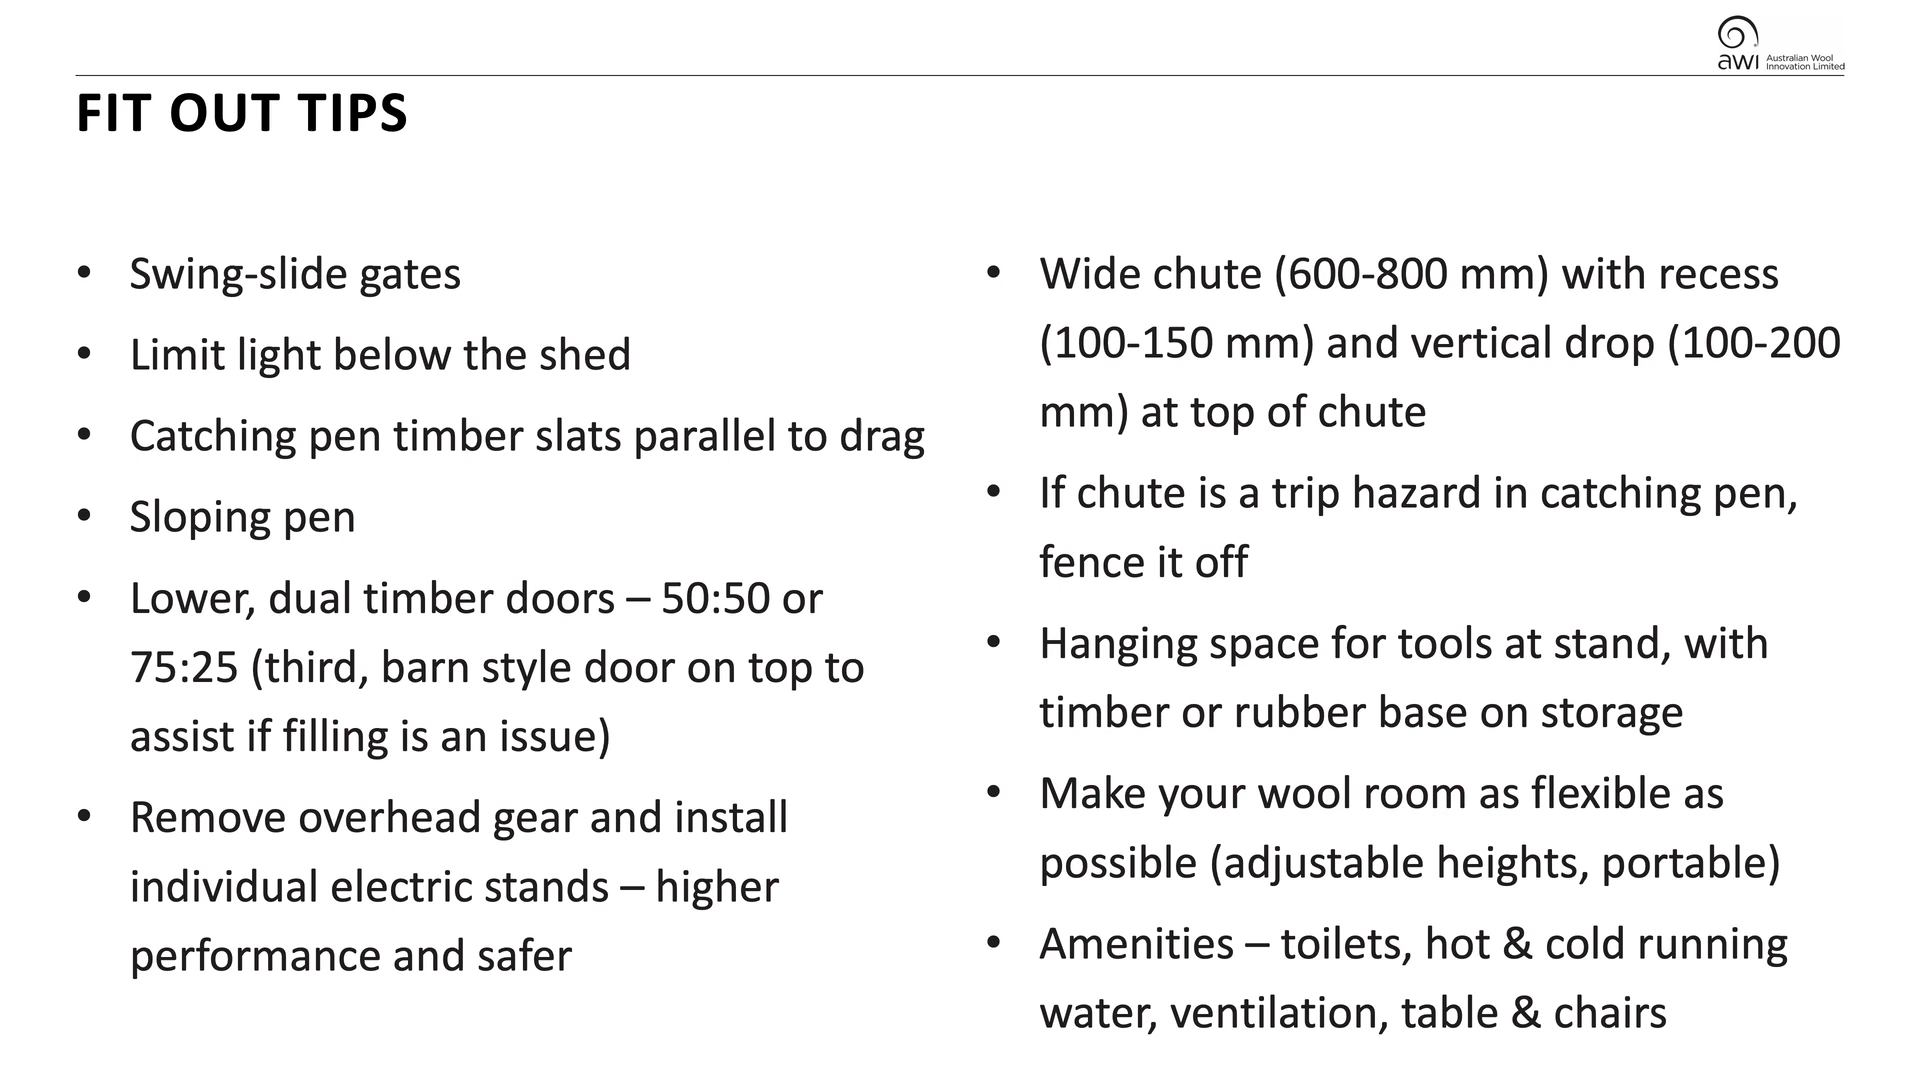 awi Australian Wool
Innovation Limited
FIT OUT TIPS
• Swing-slide gates
• Limit light below the shed
• Catching pen timber slats parallel to drag
• Sloping pen
• Lower, dual timber doors – 50:50 or
75:25 (third, barn style door on top to
assist if filling is an issue)
• Remove overhead gear and install
individual electric stands – higher
performance and safer
• Wide chute (600-800 mm) with recess
(100-150 mm) and vertical drop (100-200
mm) at top of chute
• If chute is a trip hazard in catching pen,
fence it off
• Hanging space for tools at stand, with
timber or rubber base on storage
• Make your wool room as flexible as
possible (adjustable heights, portable)
• Amenities – toilets, hot & cold running
water, ventilation, table & chairs